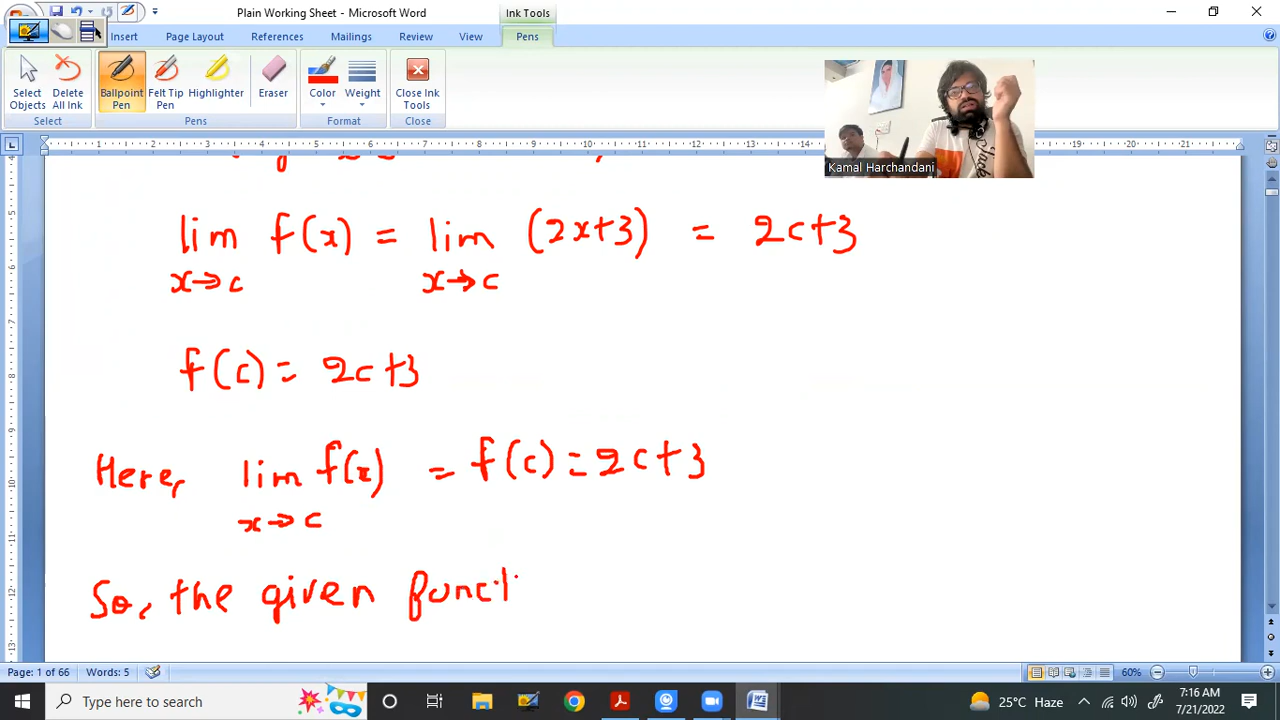 Plain Working Sheet - Microsoft Word
Ink Tools
Insert Page Layout References Mailings Review View Pens
Select Objects
Delete All Ink
Ballpoint Pen
Felt Tip Pen
Highlighter
Eraser
Color
Weight
Close Ink Tools
Select Pens Format Close
Kamal Harchandani
lim f(x) = lim (2x+3) = 2c+3
x→c x→c
f(c) = 2c+3
Here, lim f(x) = f(c) = 2c+3
x→c
So, the given funct
Page: 1 of 66 Words: 5 60%
Type here to search
25°C Haze
7:16 AM
7/21/2022